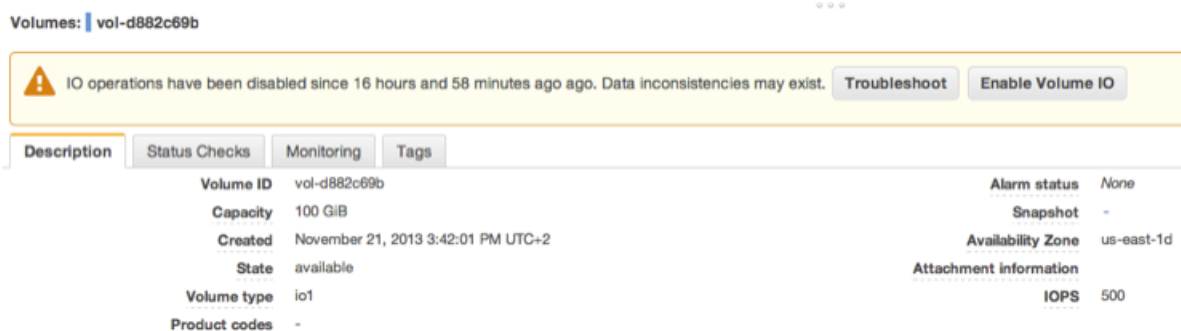 Volumes: vol-d882c69b
IO operations have been disabled since 16 hours and 58 minutes ago ago. Data inconsistencies may exist. Troubleshoot Enable Volume IO
Description Status Checks Monitoring Tags
Volume ID vol-d882c69b Alarm status None
Capacity 100 GiB Snapshot -
Created November 21, 2013 3:42:01 PM UTC+2 Availability Zone us-east-1d
State available Attachment information
Volume type io1 IOPS 500
Product codes -